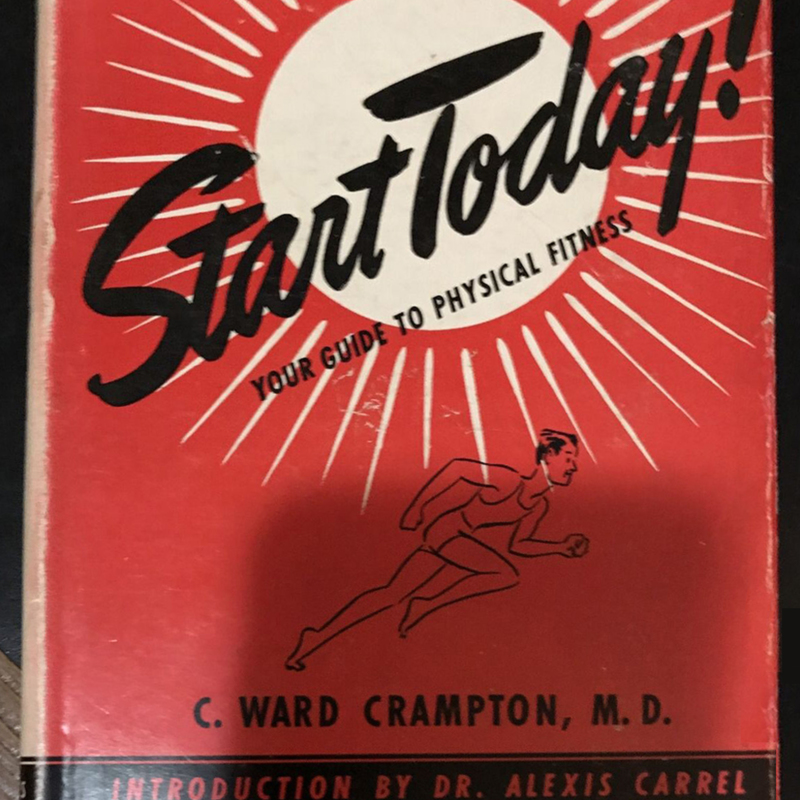 Start Today!
YOUR GUIDE TO PHYSICAL FITNESS
C. WARD CRAMPTON, M. D.
INTRODUCTION BY DR. ALEXIS CARREL